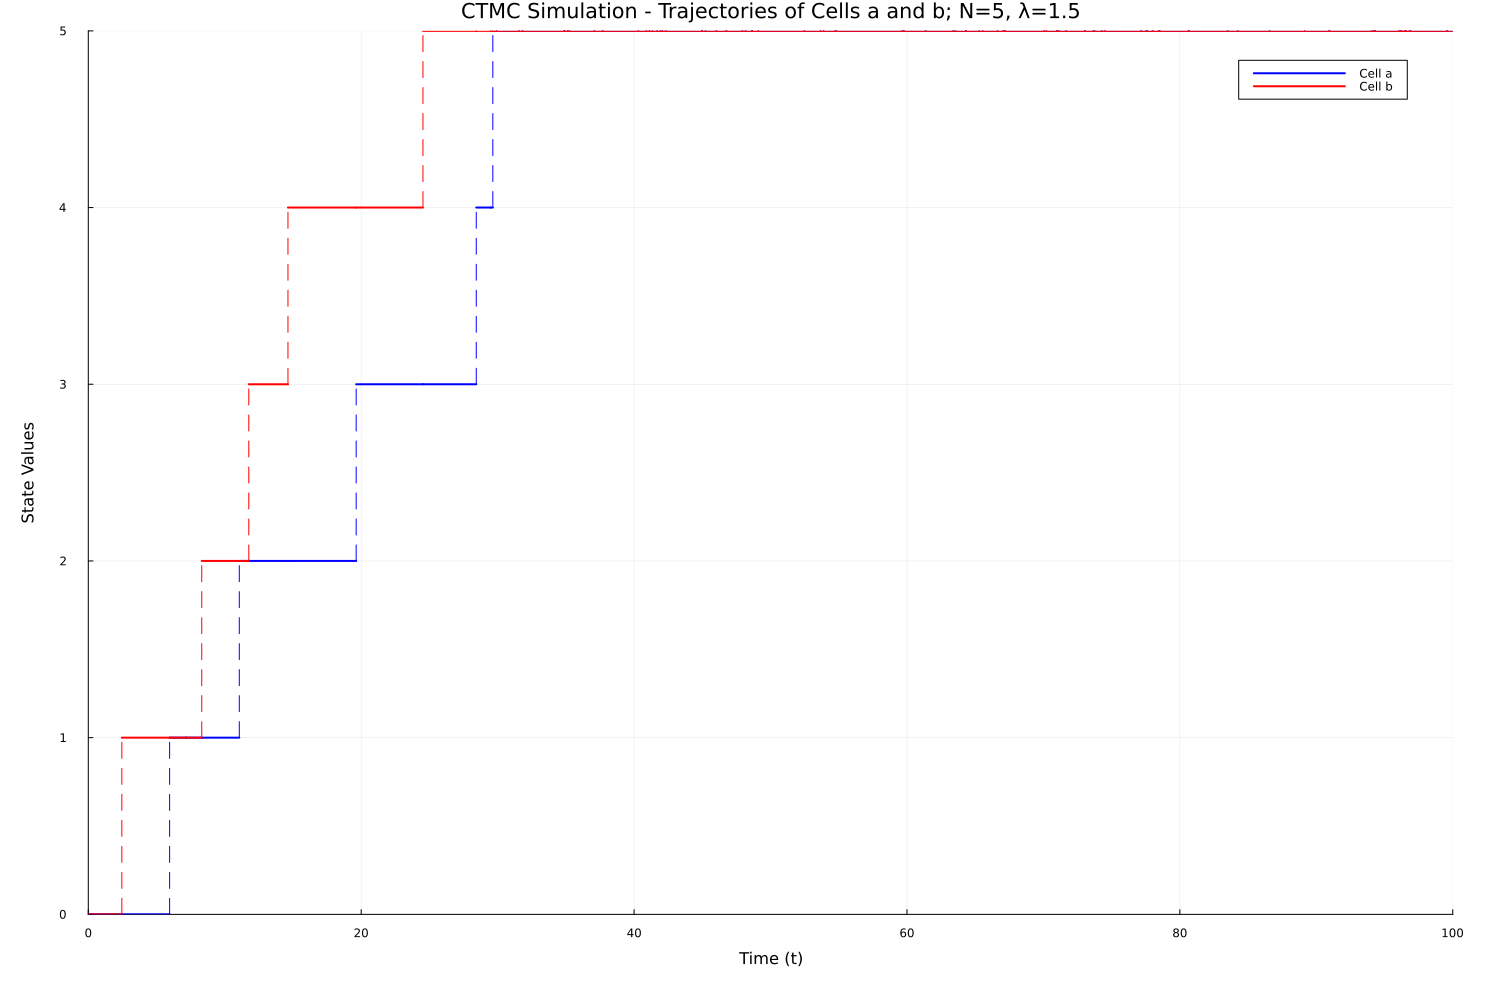 CTMC Simulation - Trajectories of Cells a and b; N=5, λ=1.5
5
Cell a
Cell b
4
3
State Values
2
1
0
0 20 40 60 80 100
Time (t)